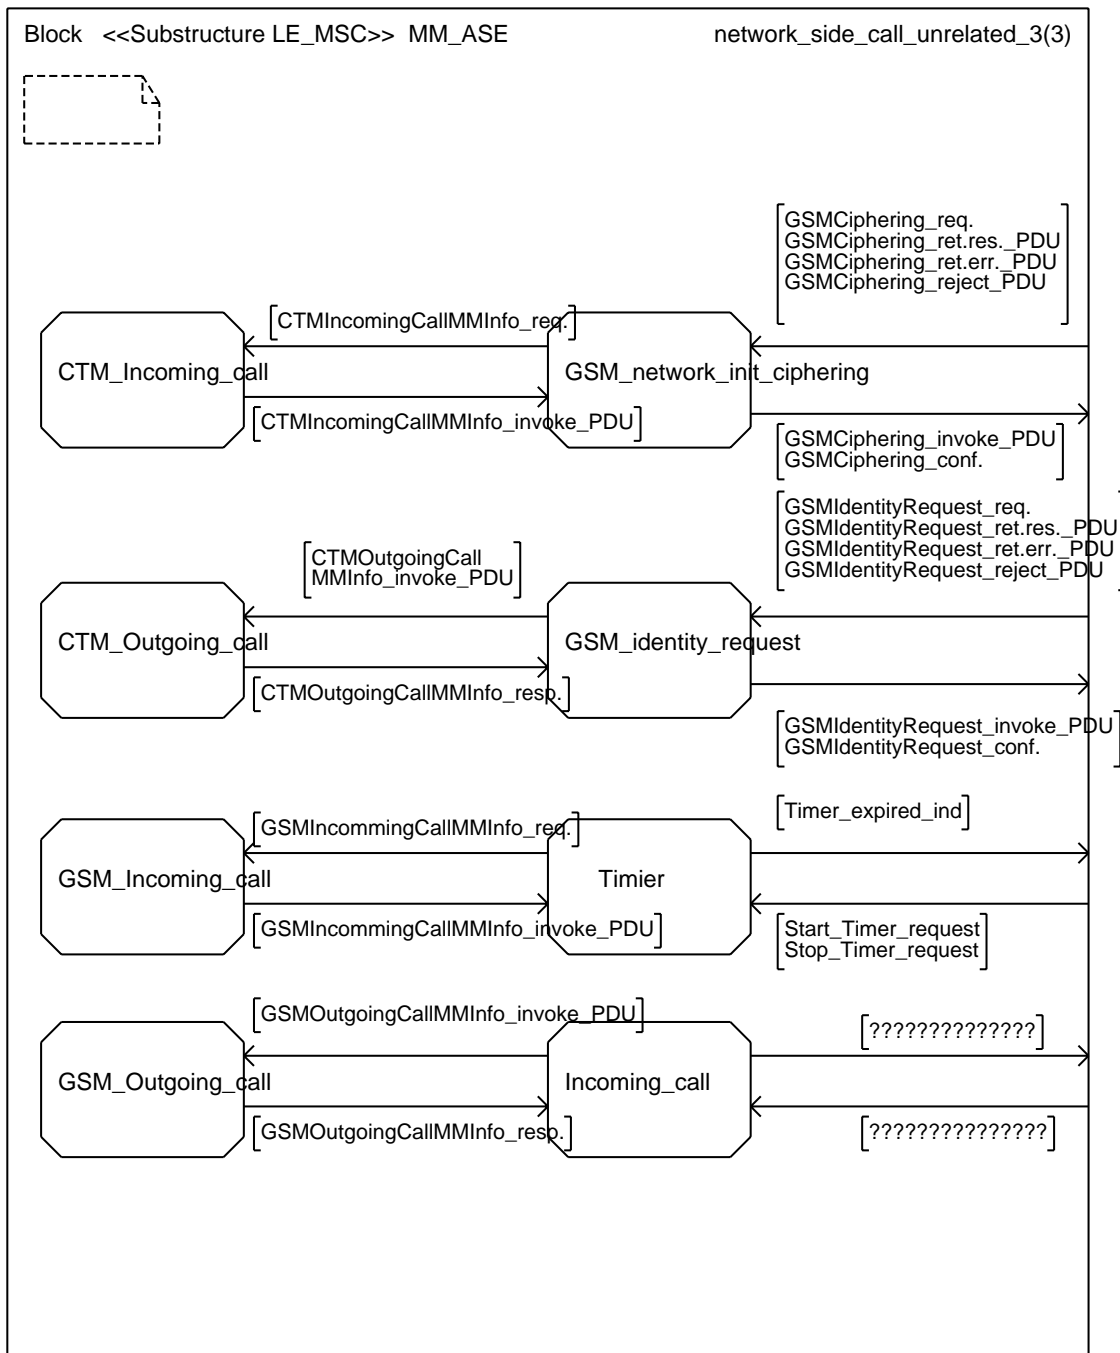 Block <<Substructure LE_MSC>> MM_ASE
network_side_call_unrelated_3(3)
GSMCiphering_req.
GSMCiphering_ret.res._PDU
GSMCiphering_ret.err._PDU
GSMCiphering_reject_PDU
CTMIncomingCallMMInfo_req.
CTM_Incoming_call
GSM_network_init_ciphering
CTMIncomingCallMMInfo_invoke_PDU
GSMCiphering_invoke_PDU
GSMCiphering_conf.
GSMIdentityRequest_req.
GSMIdentityRequest_ret.res._PDU
GSMIdentityRequest_ret.err._PDU
GSMIdentityRequest_reject_PDU
CTMOutgoingCall
MMInfo_invoke_PDU
CTM_Outgoing_call
GSM_identity_request
CTMOutgoingCallMMInfo_resp.
GSMIdentityRequest_invoke_PDU
GSMIdentityRequest_conf.
Timer_expired_ind
GSMIncommingCallMMInfo_req.
GSM_Incoming_call
Timier
GSMIncommingCallMMInfo_invoke_PDU
Start_Timer_request
Stop_Timer_request
GSMOutgoingCallMMInfo_invoke_PDU
??????????????
GSM_Outgoing_call
Incoming_call
GSMOutgoingCallMMInfo_resp.
???????????????